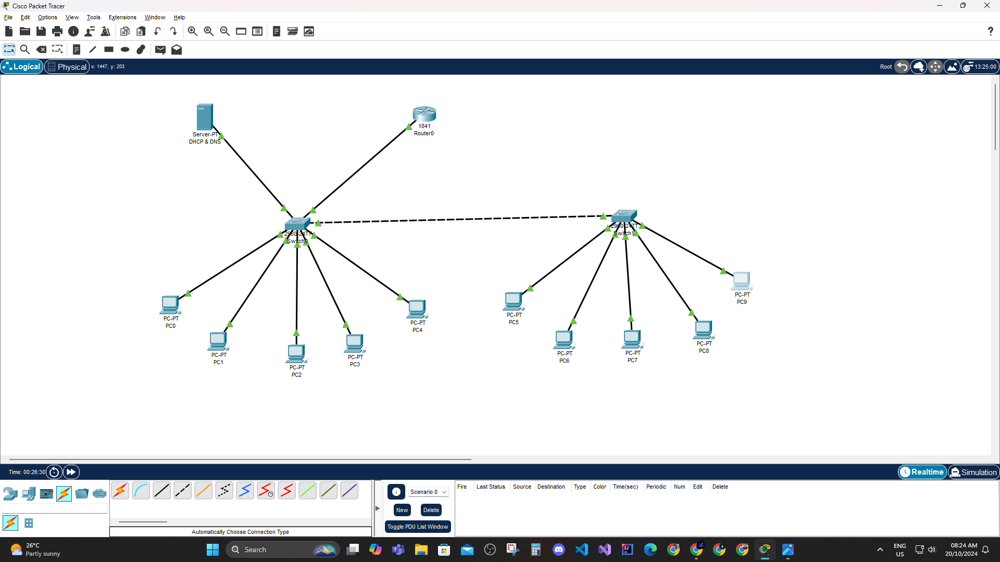 Cisco Packet Tracer
File Edit Options View Tools Extensions Window Help
Logical Physical x: 1447, y: 203 Root 13:25:00
Server-PT
DHCP & DNS
1841
Router0
2960-24TT
Switch0
2960-24TT
Switch1
PC-PT
PC0
PC-PT
PC1
PC-PT
PC2
PC-PT
PC3
PC-PT
PC4
PC-PT
PC5
PC-PT
PC6
PC-PT
PC7
PC-PT
PC8
PC-PT
PC9
Time: 00:26:30 Realtime Simulation
Scenario 0
New Delete
Toggle PDU List Window
Fire Last Status Source Destination Type Color Time(sec) Periodic Num Edit Delete
Automatically Choose Connection Type
26°C
Partly sunny
Search
ENG
US
08:24 AM
20/10/2024